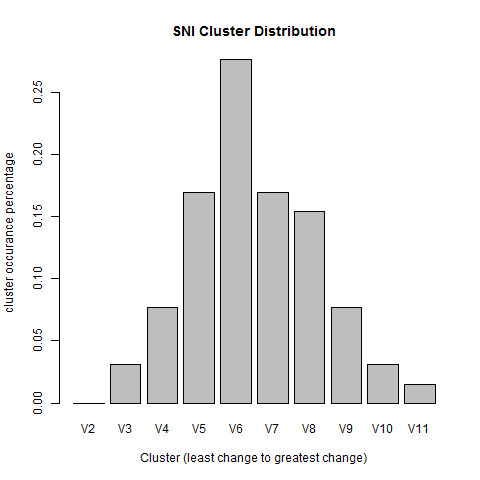 SNI Cluster Distribution
cluster occurance percentage
0.25
0.20
0.15
0.10
0.05
0.00
V2 V3 V4 V5 V6 V7 V8 V9 V10 V11
Cluster (least change to greatest change)